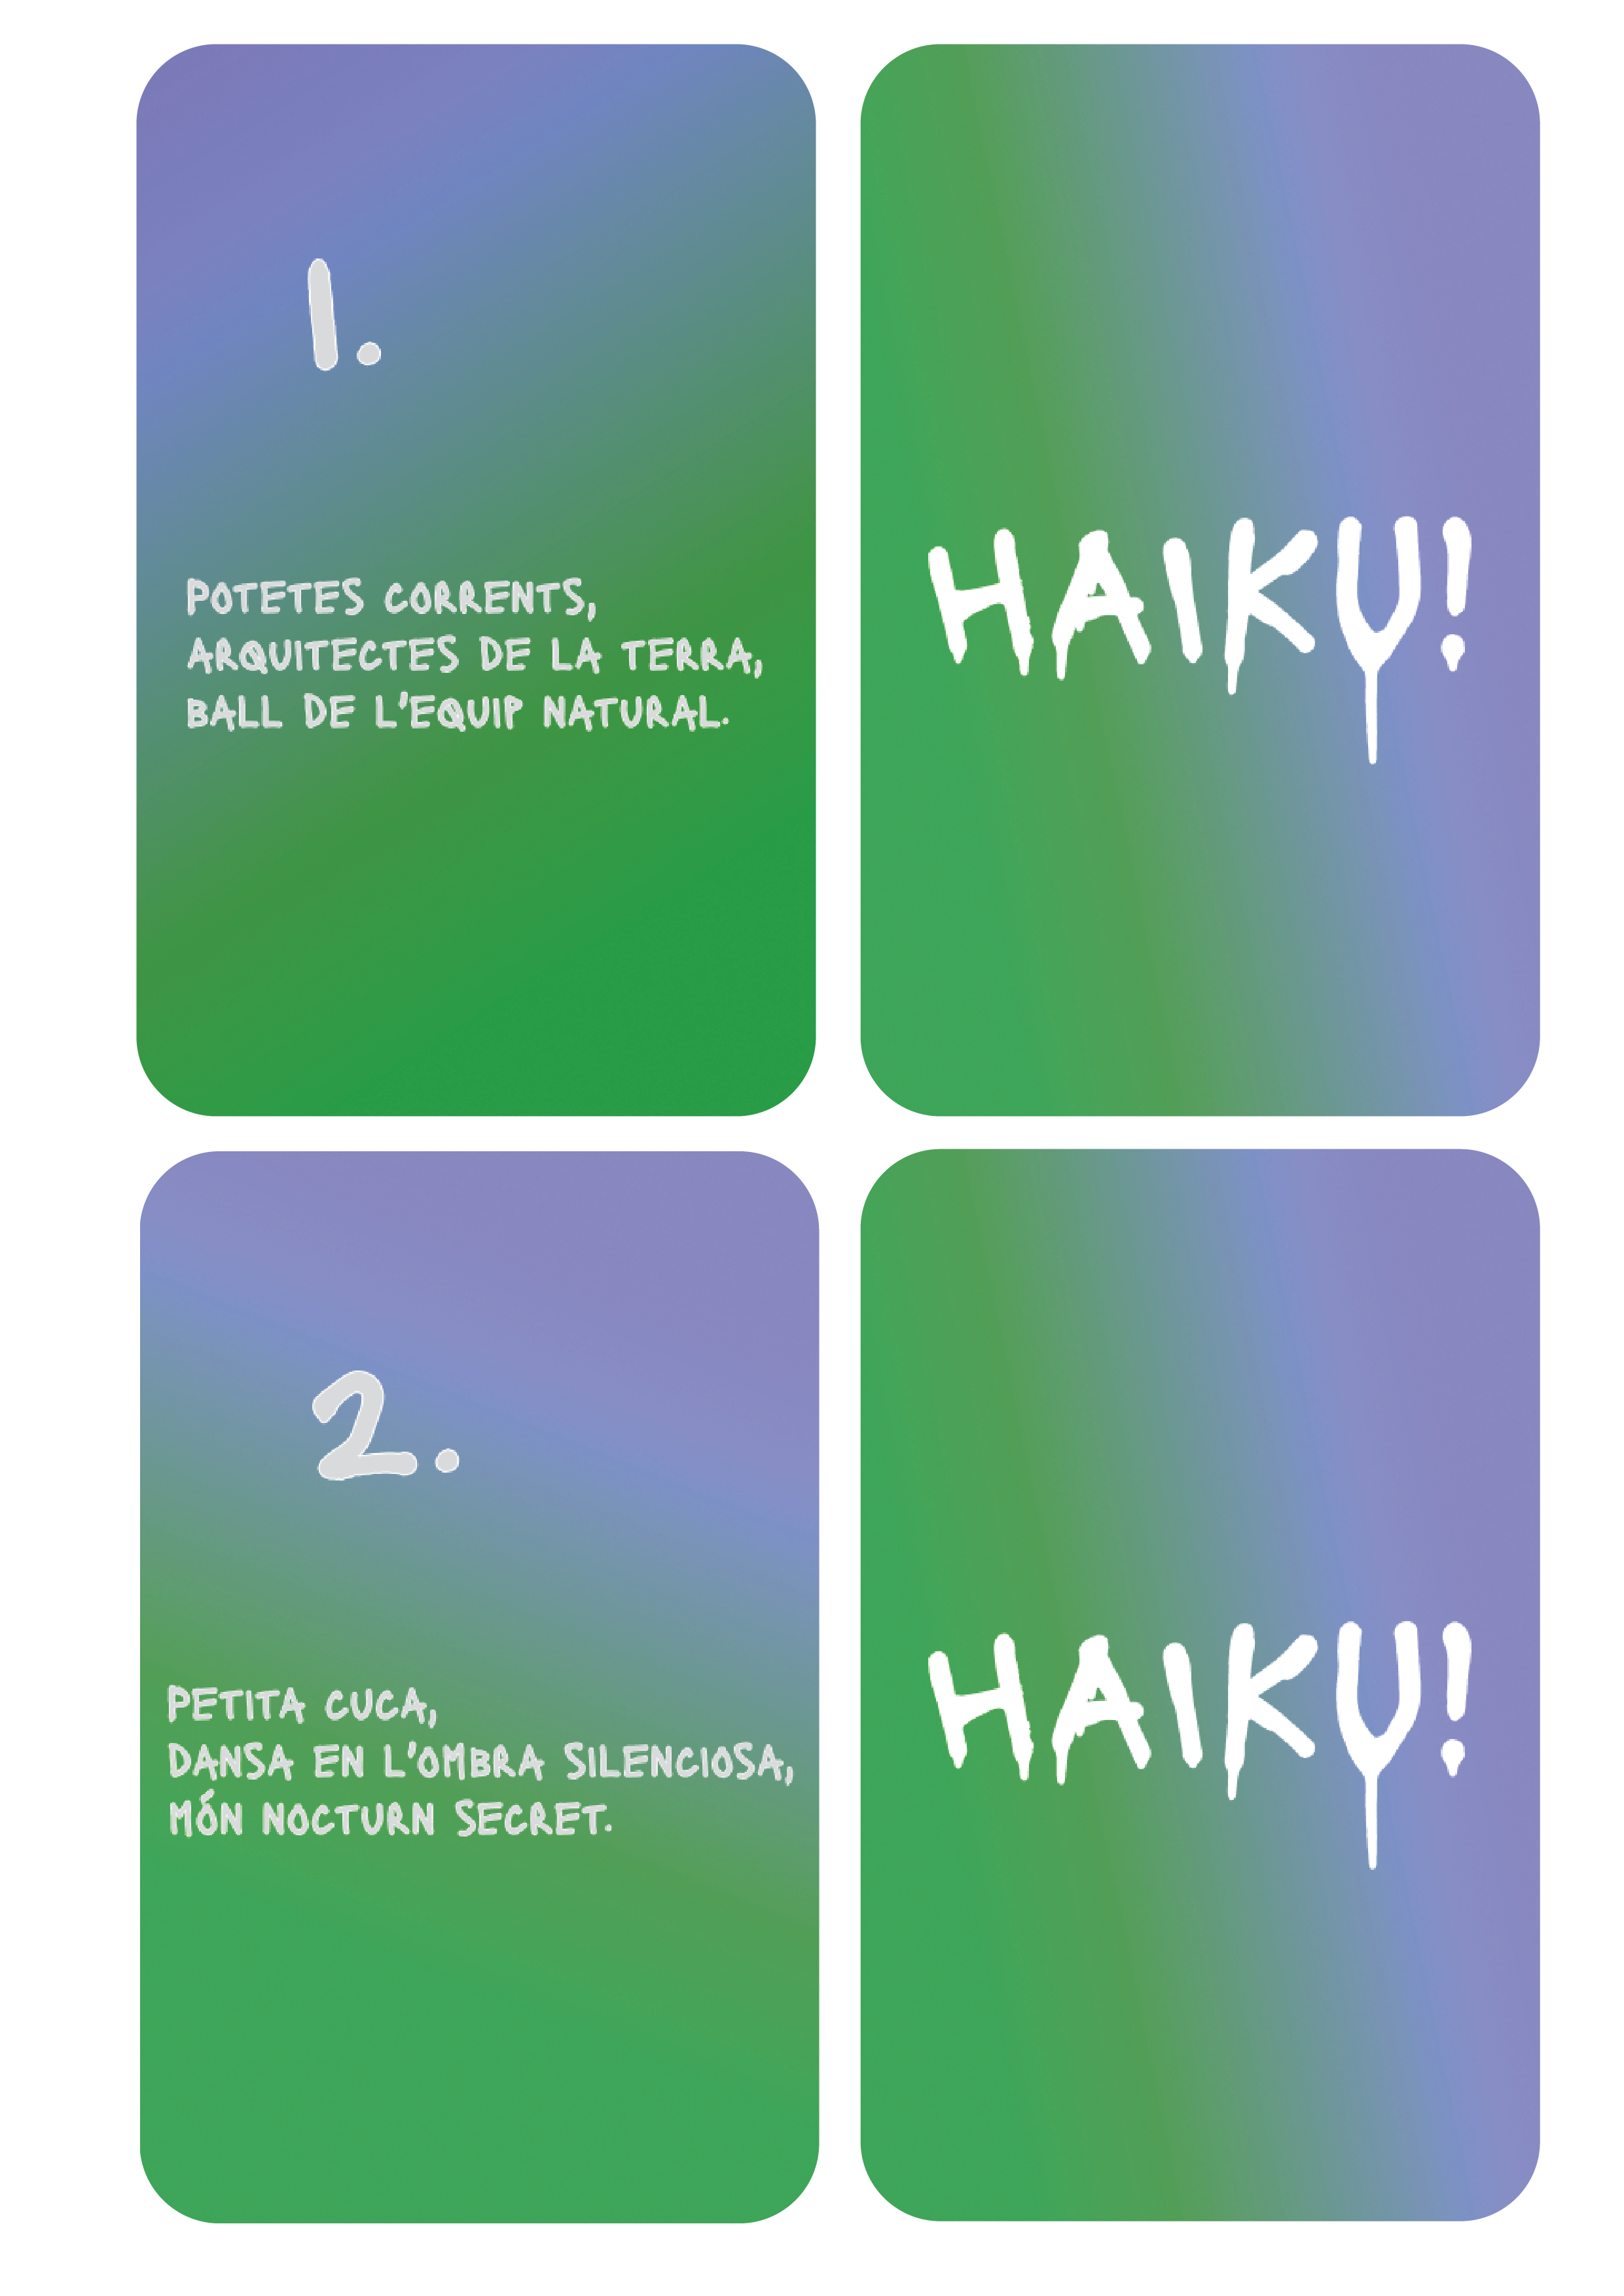 1.
POTETES CORRENTS,
ARQUITECTES DE LA TERRA,
BALL DE L'EQUIP NATURAL.
HAIKU!
2.
PETITA CUCA,
DANSA EN L'OMBRA SILENCIOSA,
MÓN NOCTURN SECRET.
HAIKU!